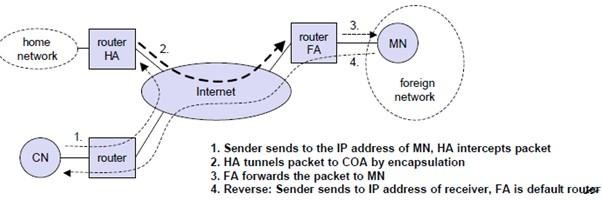 home
network
router
HA
2.
router
FA
3.
MN
4.
foreign
network
Internet
1.
CN
router
1. Sender sends to the IP address of MN, HA intercepts packet
2. HA tunnels packet to COA by encapsulation
3. FA forwards the packet to MN
4. Reverse: Sender sends to IP address of receiver, FA is default router